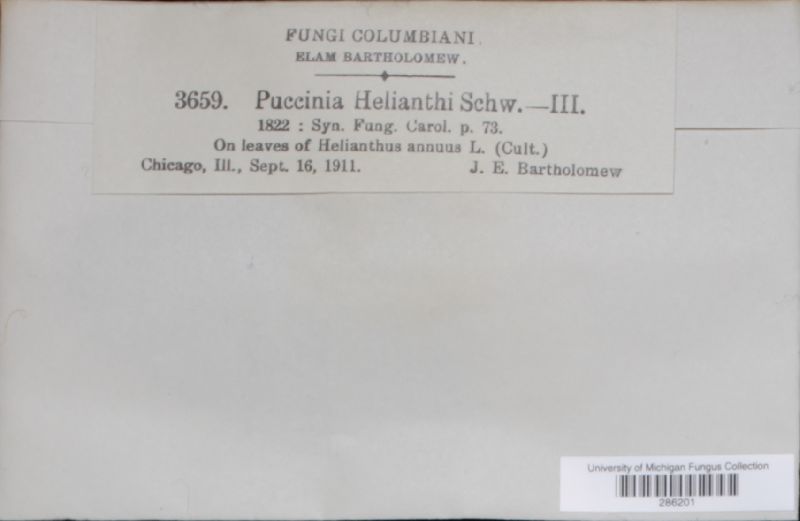 FUNGI COLUMBIANI.
ELAM BARTHOLOMEW.
3659. Puccinia Helianthi Schw.—III.
1822 : Syn. Fung. Carol. p. 73.
On leaves of Helianthus annuus L. (Cult.)
Chicago, Ill., Sept. 16, 1911. J. E. Bartholomew
University of Michigan Fungus Collection
286201